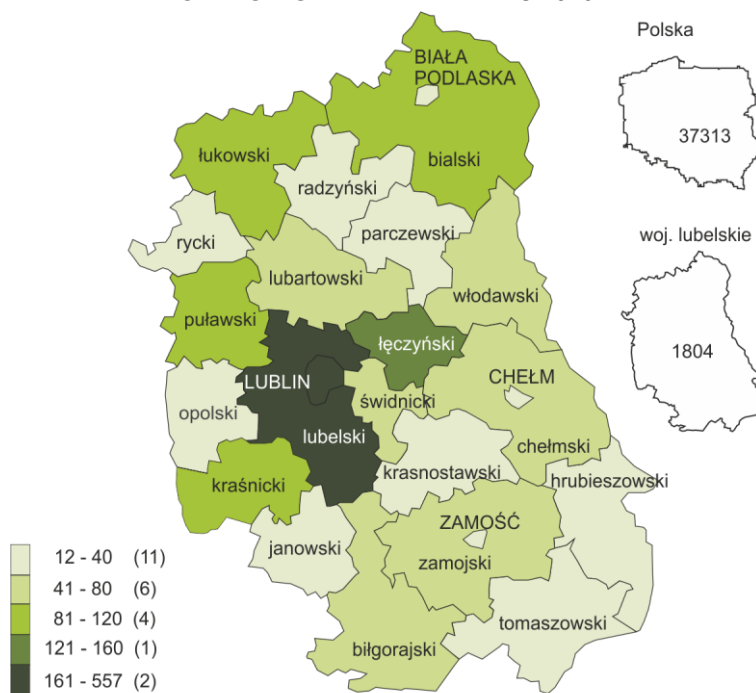 Polska
37313
woj. lubelskie
1804
BIAŁA
PODLASKA
bialski
łukowski
radzyński
parczewski
rycki
lubartowski
włodawski
puławski
łęczyński
LUBLIN
CHEŁM
opolski
świdnicki
lubelski
chełmski
krasnostawski
hrubieszowski
kraśnicki
ZAMOŚĆ
janowski
zamojski
tomaszowski
biłgorajski
12 - 40 (11)
41 - 80 (6)
81 - 120 (4)
121 - 160 (1)
161 - 557 (2)